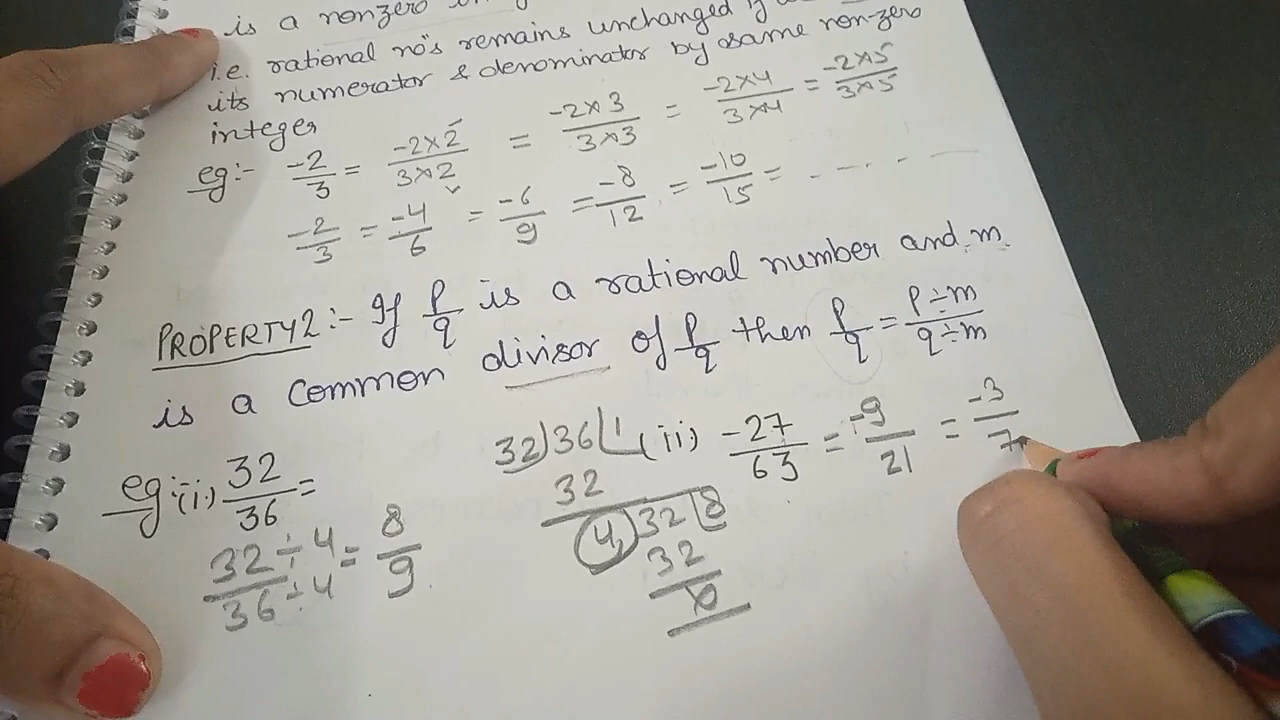 is a nonzero
i.e. rational no's remains unchanged if
its numerator & denominator by same non-zero
integer
eg:- -2/3 = -2×2/3×2 = -2×3/3×3 = -2×4/3×4 = -2×5/3×5
-2/3 = -4/6 = -6/9 = -8/12 = -10/15 = - - - - -
PROPERTY2:- If p/q is a rational number and m
is a common divisor of p/q then p/q = p÷m/q÷m
eg:(i) 32/36 =
32÷4/36÷4 = 8/9
32)36(1
32
4)32(8
32
0
(ii) -27/63 = -9/21 = -3/7